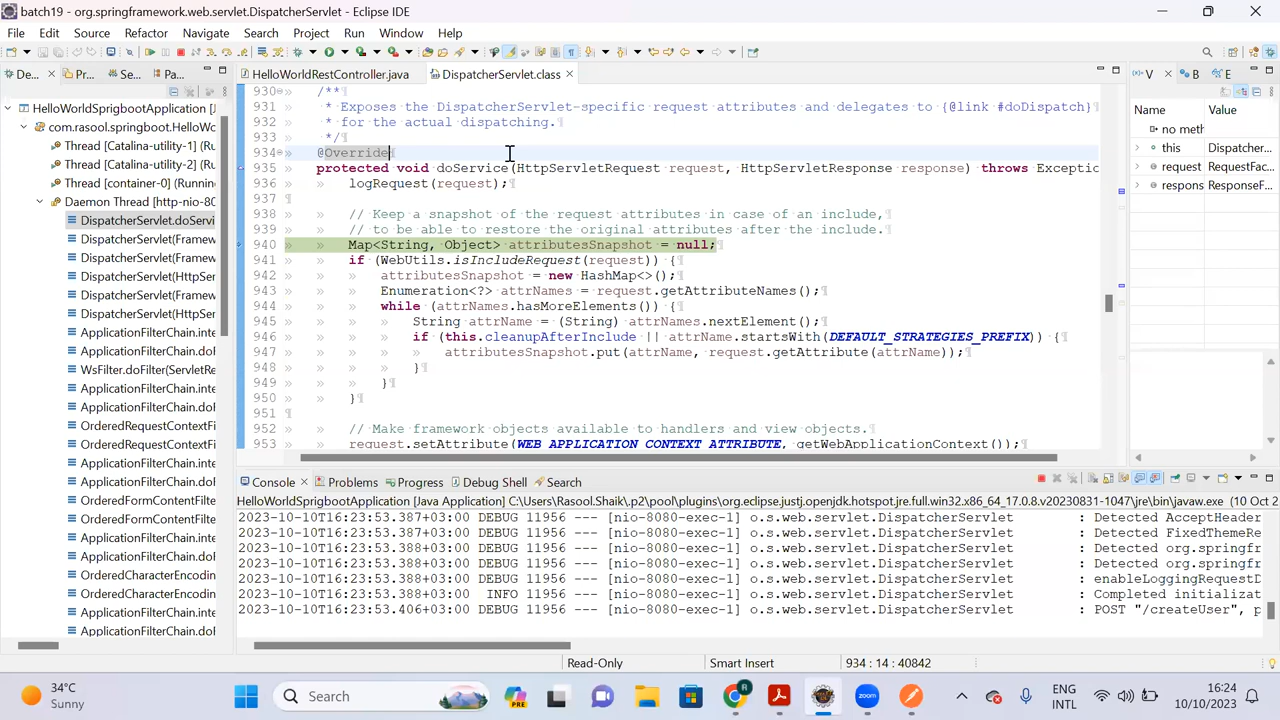 batch19 - org.springframework.web.servlet.DispatcherServlet - Eclipse IDE
File Edit Source Refactor Navigate Search Project Run Window Help
De... Pr... Se... Pa...
HelloWorldSprigbootApplication [J
com.rasool.springboot.HelloWo
Thread [Catalina-utility-1] (Ru
Thread [Catalina-utility-2] (Ru
Thread [container-0] (Running
Daemon Thread [http-nio-80
DispatcherServlet.doServi
DispatcherServlet(Framew
DispatcherServlet(Framew
DispatcherServlet(HttpSer
DispatcherServlet(Framew
DispatcherServlet(HttpSer
ApplicationFilterChain.inte
ApplicationFilterChain.doF
WsFilter.doFilter(ServletRe
ApplicationFilterChain.inte
ApplicationFilterChain.doF
OrderedRequestContextFi
OrderedRequestContextFi
ApplicationFilterChain.inte
ApplicationFilterChain.doF
OrderedFormContentFilter
OrderedFormContentFilter
ApplicationFilterChain.inte
ApplicationFilterChain.doF
OrderedCharacterEncodin
OrderedCharacterEncodin
ApplicationFilterChain.inte
ApplicationFilterChain.doF
HelloWorldRestController.java DispatcherServlet.class
930 /**
931 * Exposes the DispatcherServlet-specific request attributes and delegates to {@link #doDispatch}
932 * for the actual dispatching.
933 */
934 @Override
935 protected void doService(HttpServletRequest request, HttpServletResponse response) throws Exceptic
936 logRequest(request);
937
938 // Keep a snapshot of the request attributes in case of an include,
939 // to be able to restore the original attributes after the include.
940 Map<String, Object> attributesSnapshot = null;
941 if (WebUtils.isIncludeRequest(request)) {
942 attributesSnapshot = new HashMap<>();
943 Enumeration<?> attrNames = request.getAttributeNames();
944 while (attrNames.hasMoreElements()) {
945 String attrName = (String) attrNames.nextElement();
946 if (this.cleanupAfterInclude || attrName.startsWith(DEFAULT_STRATEGIES_PREFIX)) {
947 attributesSnapshot.put(attrName, request.getAttribute(attrName));
948 }
949 }
950 }
951
952 // Make framework objects available to handlers and view objects.
953 request.setAttribute(WEB_APPLICATION_CONTEXT_ATTRIBUTE, getWebApplicationContext());
V B E
Name Value
no meth
this Dispatcher
request RequestFac
respons ResponseF
Console Problems Progress Debug Shell Search
HelloWorldSprigbootApplication [Java Application] C:\Users\Rasool.Shaik\.p2\pool\plugins\org.eclipse.justj.openjdk.hotspot.jre.full.win32.x86_64_17.0.8.v20230831-1047\jre\bin\javaw.exe (10 Oct 2
2023-10-10T16:23:53.387+03:00 DEBUG 11956 --- [nio-8080-exec-1] o.s.web.servlet.DispatcherServlet : Detected AcceptHeader
2023-10-10T16:23:53.387+03:00 DEBUG 11956 --- [nio-8080-exec-1] o.s.web.servlet.DispatcherServlet : Detected FixedThemeRe
2023-10-10T16:23:53.388+03:00 DEBUG 11956 --- [nio-8080-exec-1] o.s.web.servlet.DispatcherServlet : Detected org.springfr
2023-10-10T16:23:53.388+03:00 DEBUG 11956 --- [nio-8080-exec-1] o.s.web.servlet.DispatcherServlet : Detected org.springfr
2023-10-10T16:23:53.388+03:00 DEBUG 11956 --- [nio-8080-exec-1] o.s.web.servlet.DispatcherServlet : enableLoggingRequestD
2023-10-10T16:23:53.388+03:00 INFO 11956 --- [nio-8080-exec-1] o.s.web.servlet.DispatcherServlet : Completed initializat
2023-10-10T16:23:53.406+03:00 DEBUG 11956 --- [nio-8080-exec-1] o.s.web.servlet.DispatcherServlet : POST "/createUser", p
Read-Only Smart Insert 934 : 14 : 40842
34°C
Sunny
Search
PRE
R
zoom
ENG
INTL
16:24
10/10/2023